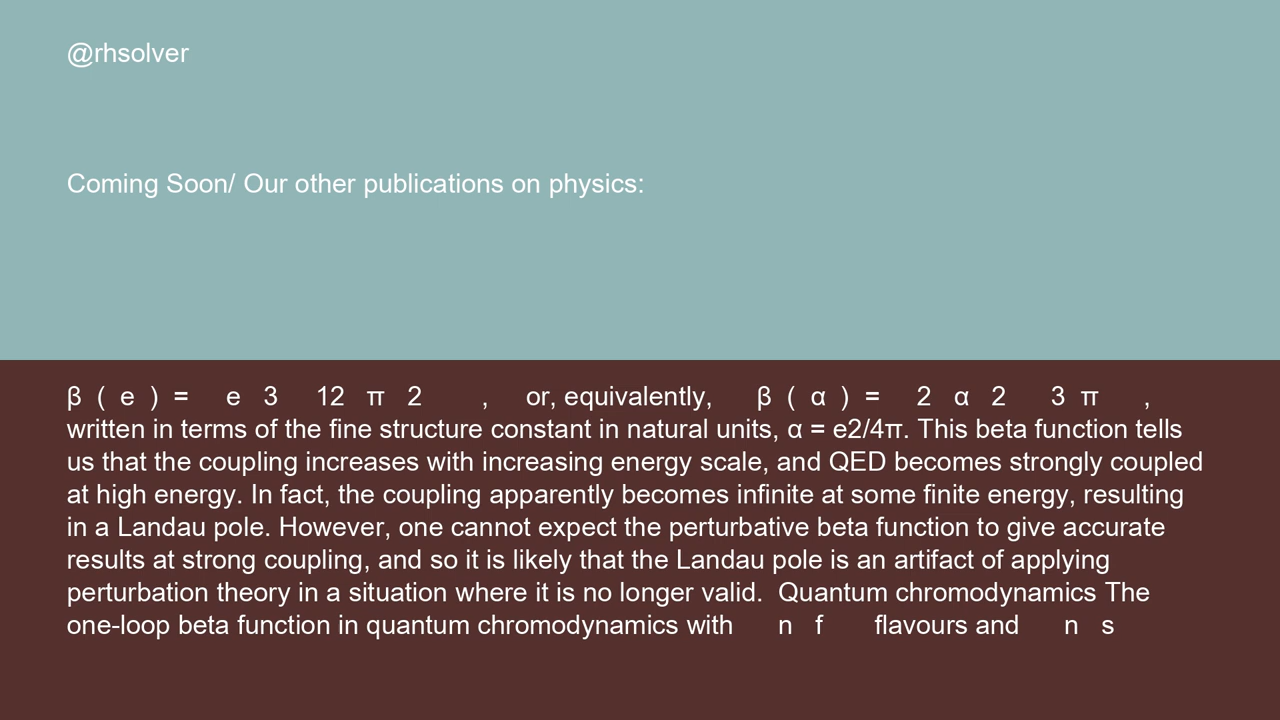 @rhsolver
Coming Soon/ Our other publications on physics:
β ( e ) = e 3 12 π 2 , or, equivalently, β ( α ) = 2 α 2 3 π ,
written in terms of the fine structure constant in natural units, α = e2/4π. This beta function tells
us that the coupling increases with increasing energy scale, and QED becomes strongly coupled
at high energy. In fact, the coupling apparently becomes infinite at some finite energy, resulting
in a Landau pole. However, one cannot expect the perturbative beta function to give accurate
results at strong coupling, and so it is likely that the Landau pole is an artifact of applying
perturbation theory in a situation where it is no longer valid. Quantum chromodynamics The
one-loop beta function in quantum chromodynamics with n f flavours and n s